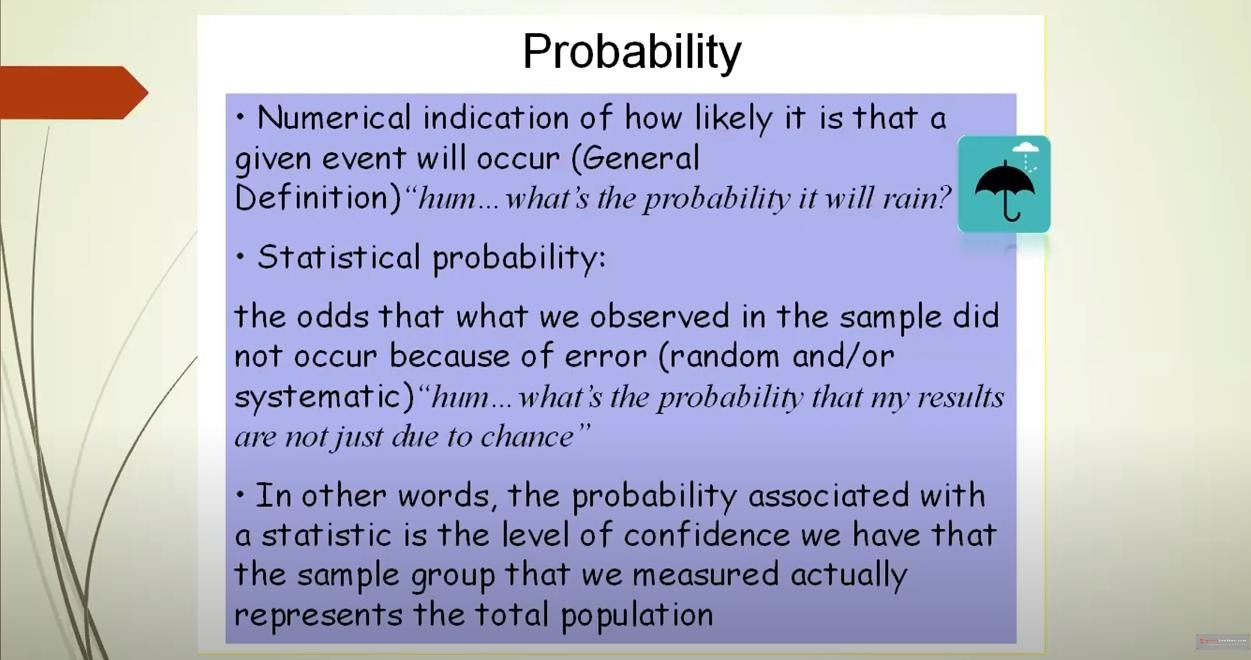 Probability
• Numerical indication of how likely it is that a
given event will occur (General
Definition)“hum... what’s the probability it will rain?
• Statistical probability:
the odds that what we observed in the sample did
not occur because of error (random and/or
systematic)“hum... what’s the probability that my results
are not just due to chance”
• In other words, the probability associated with
a statistic is the level of confidence we have that
the sample group that we measured actually
represents the total population